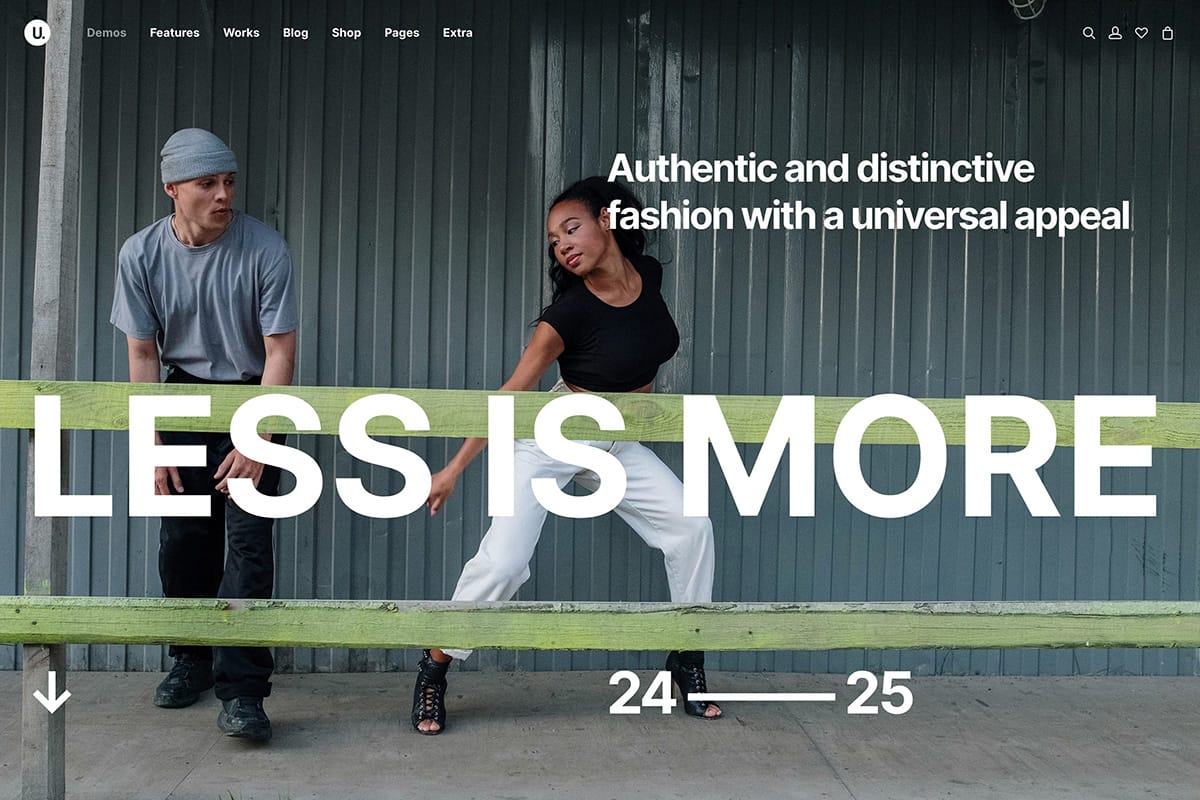 U.
Demos Features Works Blog Shop Pages Extra
Authentic and distinctive
fashion with a universal appeal
LESS IS MORE
24 — 25